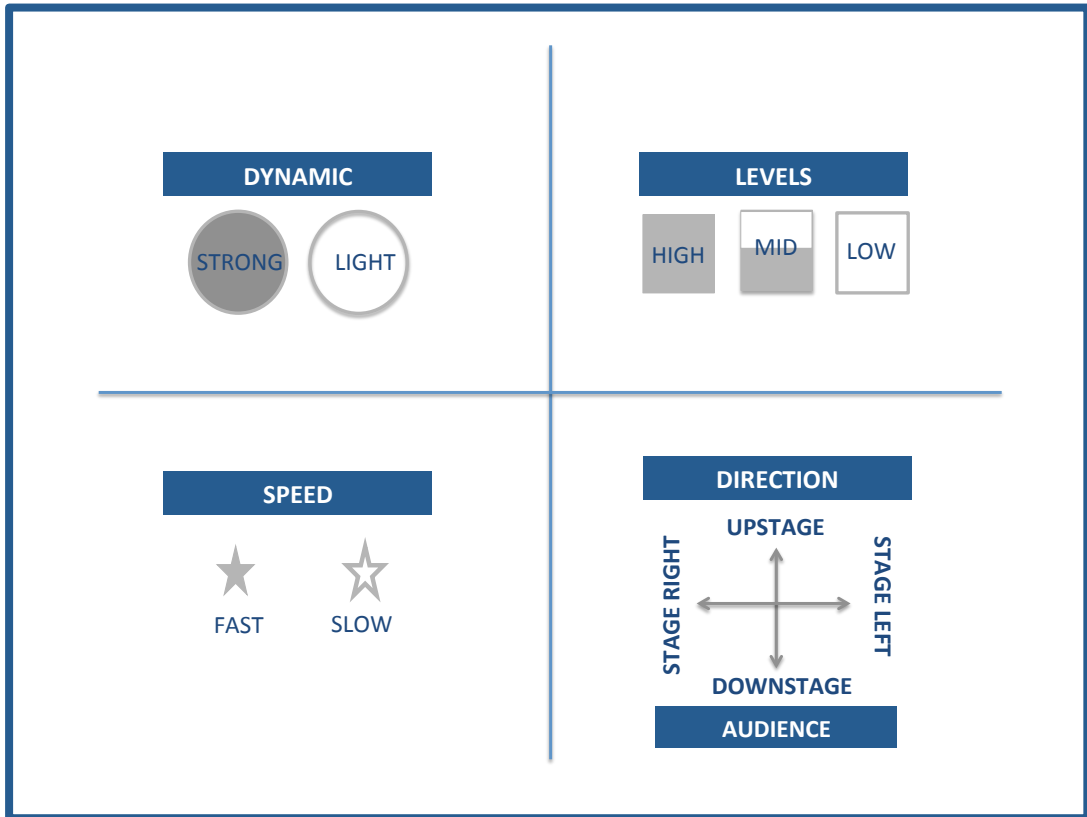 DYNAMIC
STRONG LIGHT
LEVELS
HIGH MID LOW
SPEED
FAST SLOW
DIRECTION
UPSTAGE
STAGE RIGHT
STAGE LEFT
DOWNSTAGE
AUDIENCE